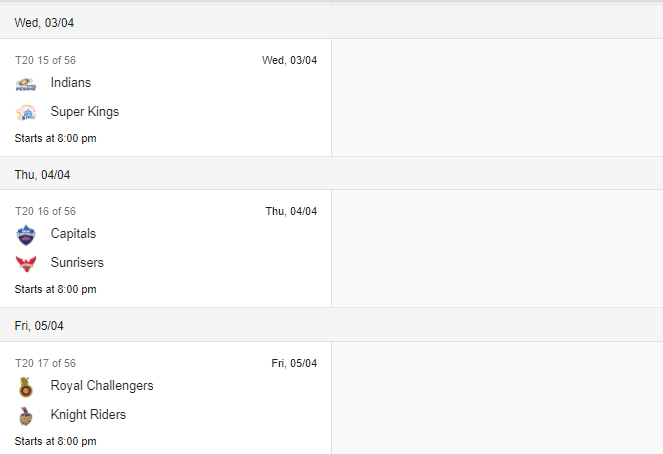 Wed, 03/04
T20 15 of 56 Wed, 03/04
Indians
Super Kings
Starts at 8:00 pm
Thu, 04/04
T20 16 of 56 Thu, 04/04
Capitals
Sunrisers
Starts at 8:00 pm
Fri, 05/04
T20 17 of 56 Fri, 05/04
Royal Challengers
Knight Riders
Starts at 8:00 pm